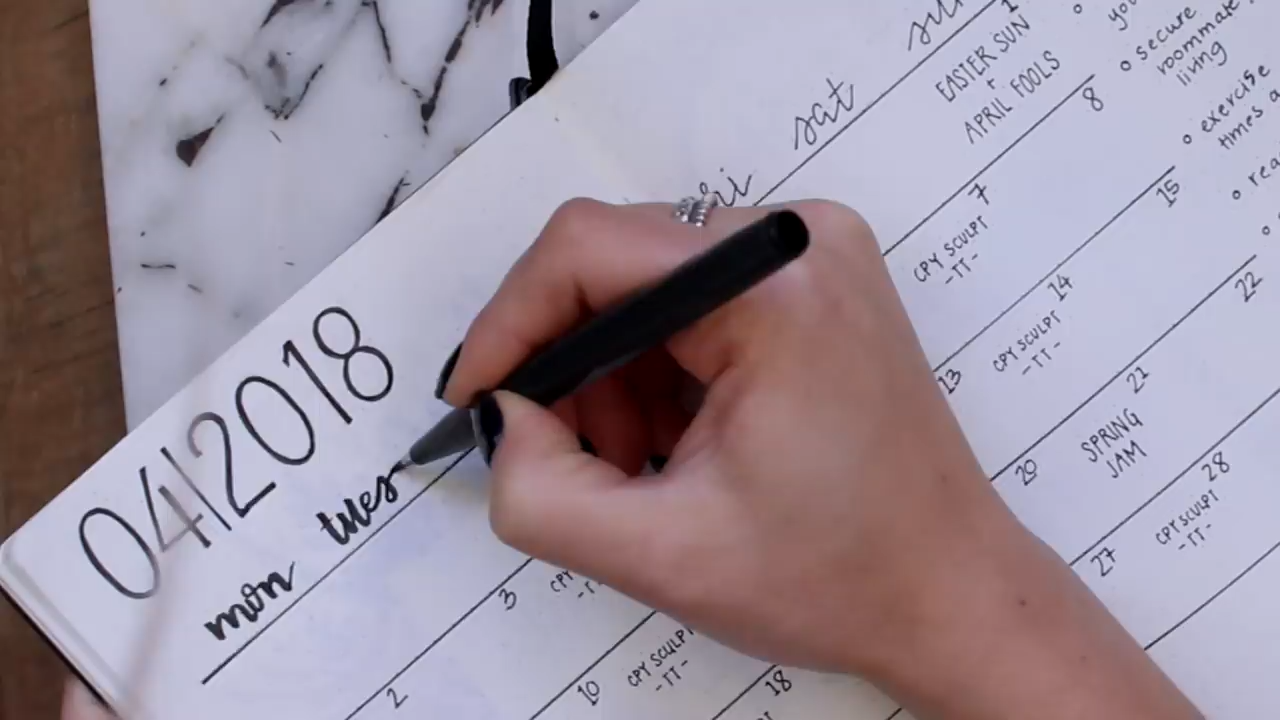 04|2018
mon tues sat
1
EASTER SUN
+
APRIL FOOLS
2
3
7
CPY SCULPT
-TT-
8
10
CPY SCULPT
-TT-
13
14
CPY SCULPT
-TT-
15
18
20
21
SPRING
JAM
22
27
28
CPY SCULPT
-TT-
secure
roommate
living
exercise
times a